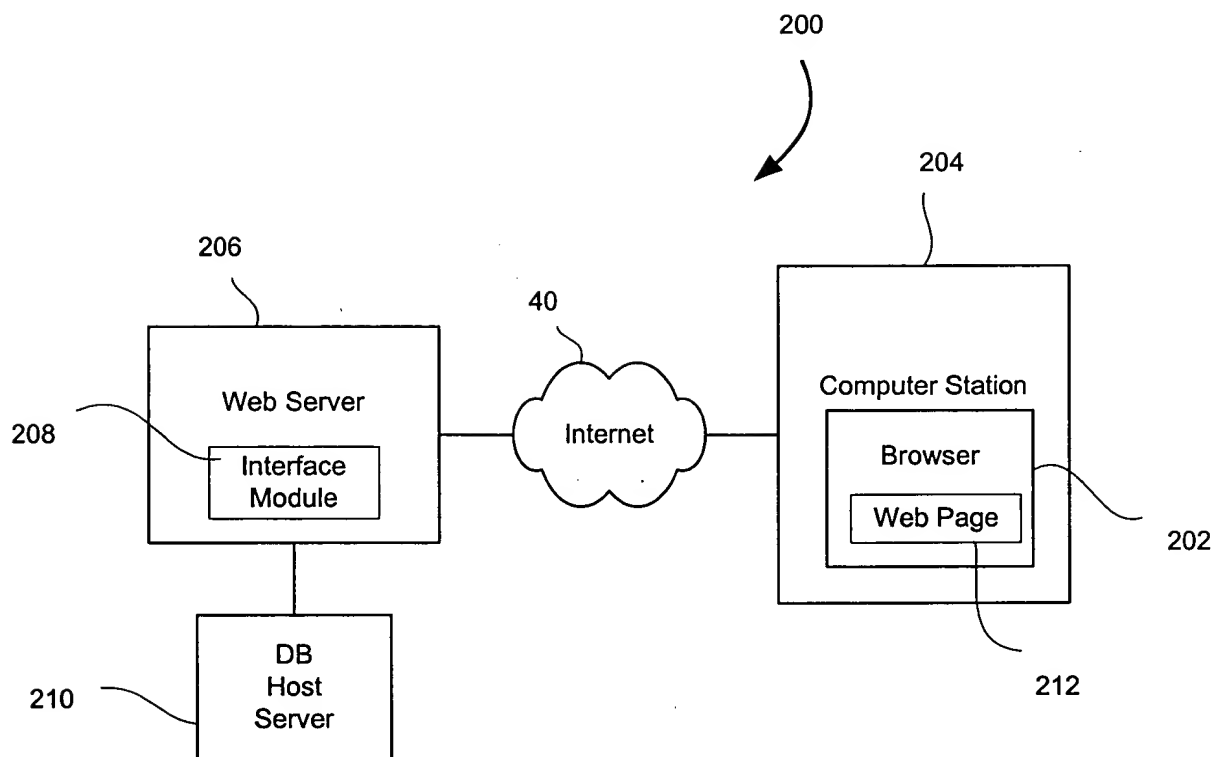 200
204
206
40
Web Server
208
Interface
Module
Internet
Computer Station
Browser
Web Page
202
DB
Host
Server
210
212